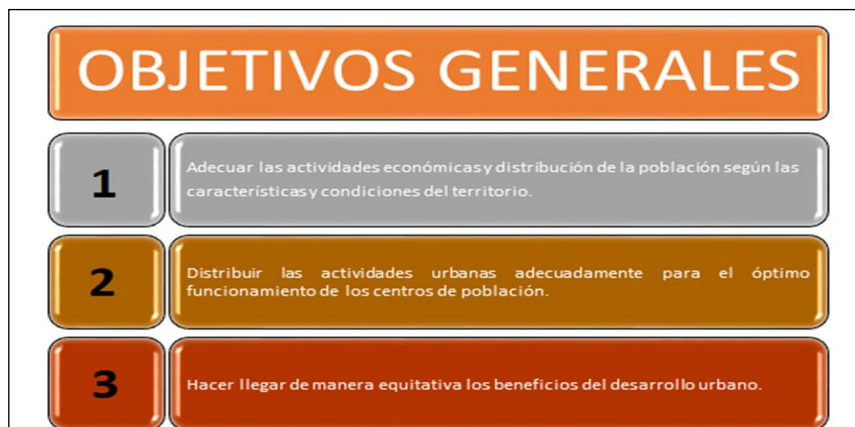 OBJETIVOS GENERALES
1
Adecuar las actividades económicas y distribución de la población según las
características y condiciones del territorio.
2
Distribuir las actividades urbanas adecuadamente para el óptimo
funcionamiento de los centros de población.
3
Hacer llegar de manera equitativa los beneficios del desarrollo urbano.